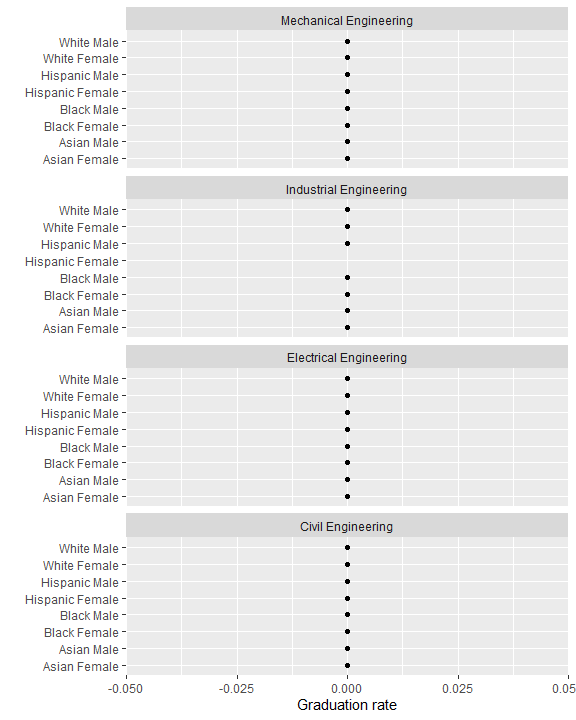 Mechanical Engineering
White Male
White Female
Hispanic Male
Hispanic Female
Black Male
Black Female
Asian Male
Asian Female
Industrial Engineering
White Male
White Female
Hispanic Male
Hispanic Female
Black Male
Black Female
Asian Male
Asian Female
Electrical Engineering
White Male
White Female
Hispanic Male
Hispanic Female
Black Male
Black Female
Asian Male
Asian Female
Civil Engineering
White Male
White Female
Hispanic Male
Hispanic Female
Black Male
Black Female
Asian Male
Asian Female
-0.050 -0.025 0.000 0.025 0.05
Graduation rate